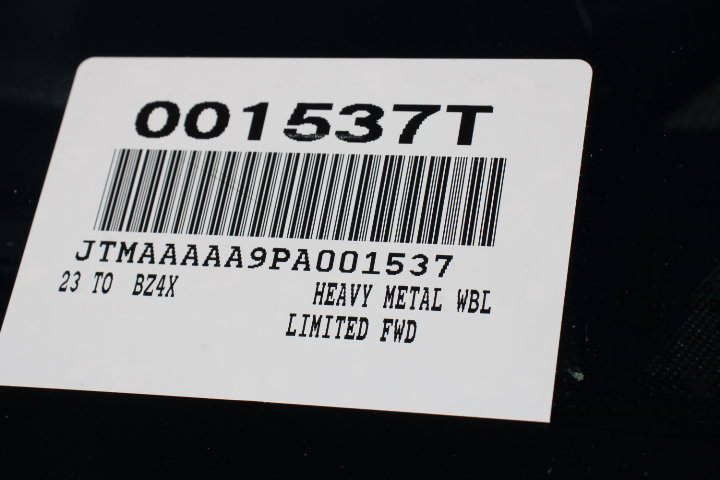 001537T
JTMAAAAA9PA001537
23 TO BZ4X HEAVY METAL WBL
LIMITED FWD